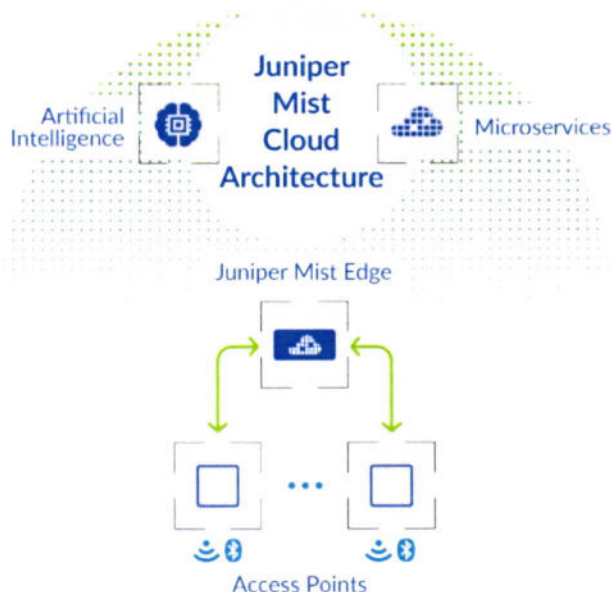 Juniper
Mist
Cloud
Architecture
Artificial
Intelligence
Microservices
Juniper Mist Edge
Access Points